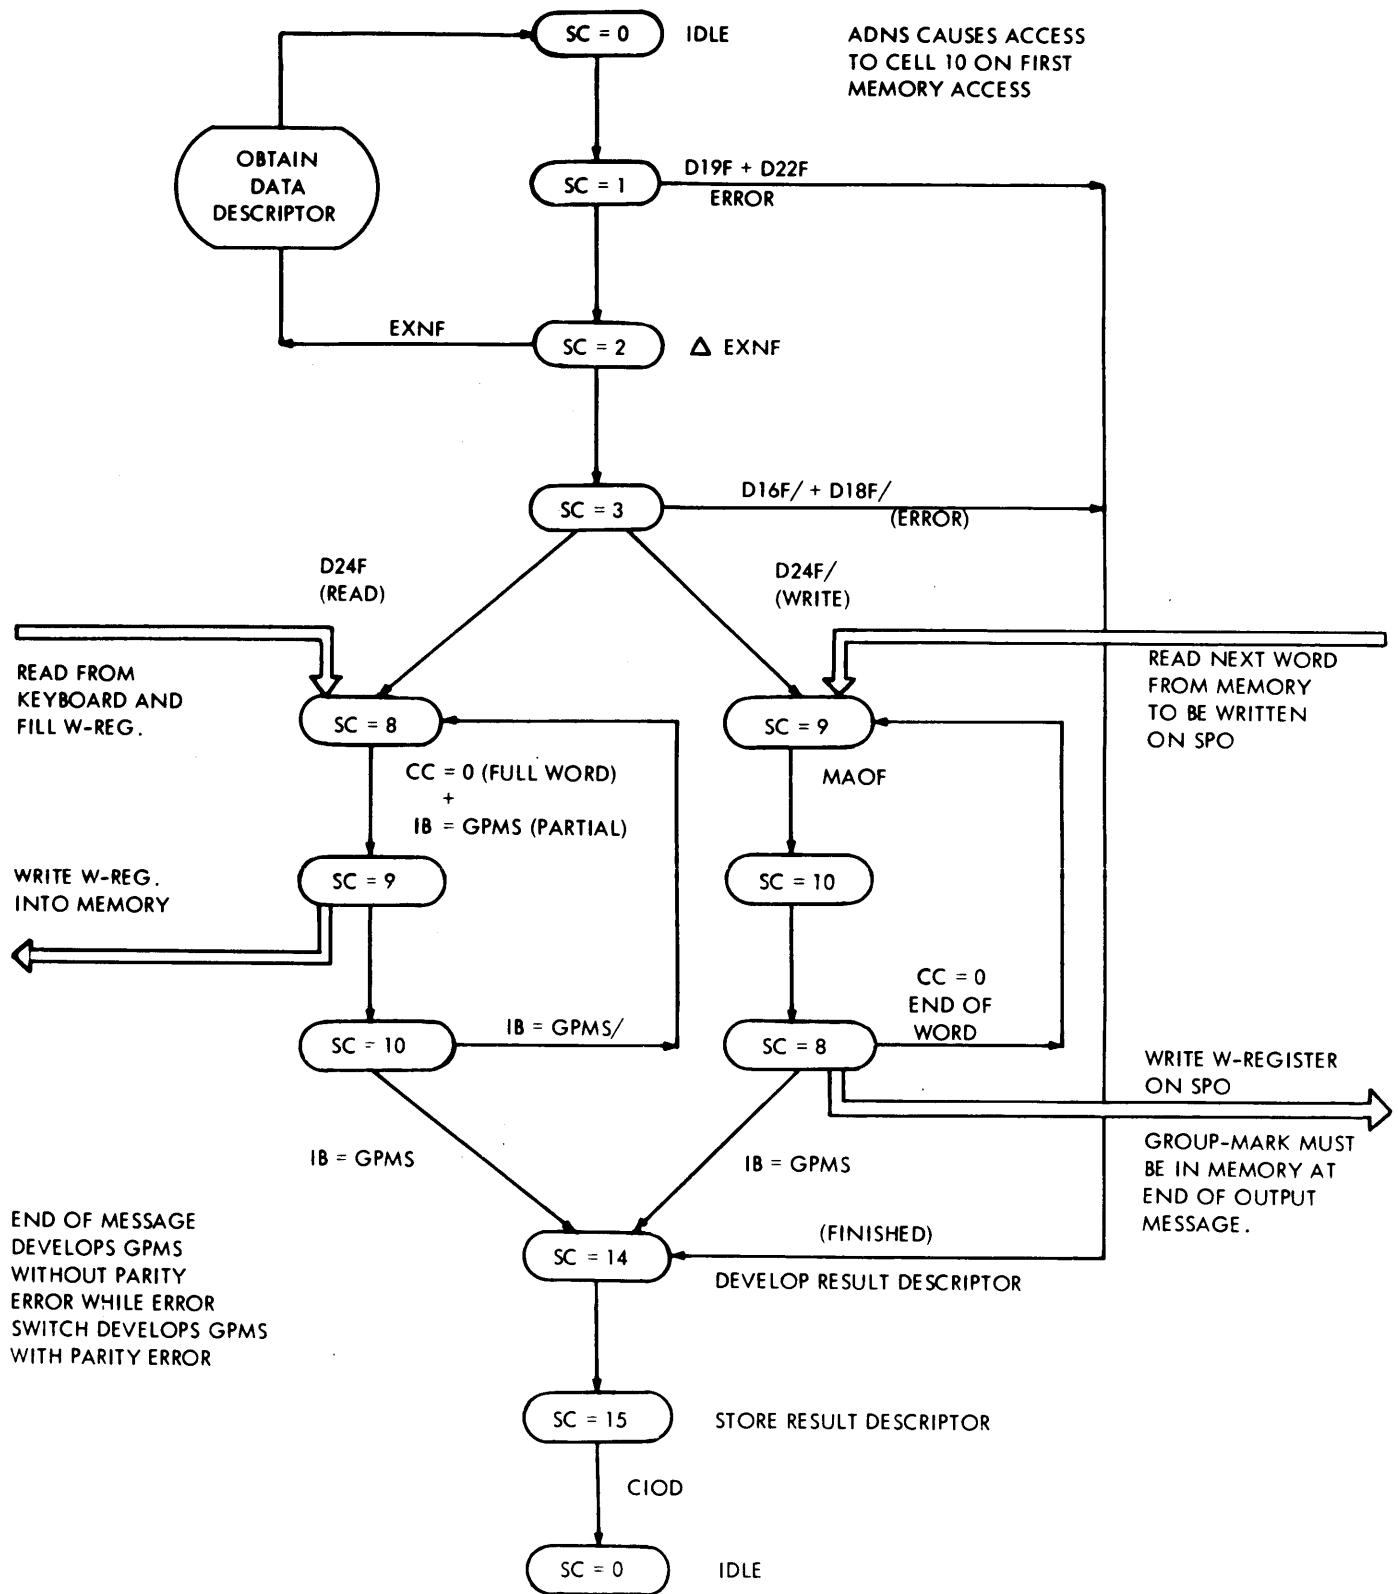 SC = 0
IDLE
ADNS CAUSES ACCESS
TO CELL 10 ON FIRST
MEMORY ACCESS
OBTAIN
DATA
DESCRIPTOR
SC = 1
D19F + D22F
ERROR
EXNF
SC = 2
Δ EXNF
SC = 3
D16F/ + D18F/
(ERROR)
D24F
(READ)
D24F/
(WRITE)
READ FROM
KEYBOARD AND
FILL W-REG.
READ NEXT WORD
FROM MEMORY
TO BE WRITTEN
ON SPO
SC = 8
SC = 9
CC = 0 (FULL WORD)
+
IB = GPMS (PARTIAL)
MAOF
WRITE W-REG.
INTO MEMORY
SC = 9
SC = 10
CC = 0
END OF
WORD
SC = 10
IB = GPMS/
SC = 8
WRITE W-REGISTER
ON SPO
GROUP-MARK MUST
BE IN MEMORY AT
END OF OUTPUT
MESSAGE.
IB = GPMS
IB = GPMS
END OF MESSAGE
DEVELOPS GPMS
WITHOUT PARITY
ERROR WHILE ERROR
SWITCH DEVELOPS GPMS
WITH PARITY ERROR
SC = 14
(FINISHED)
DEVELOP RESULT DESCRIPTOR
SC = 15
STORE RESULT DESCRIPTOR
CIOD
SC = 0
IDLE